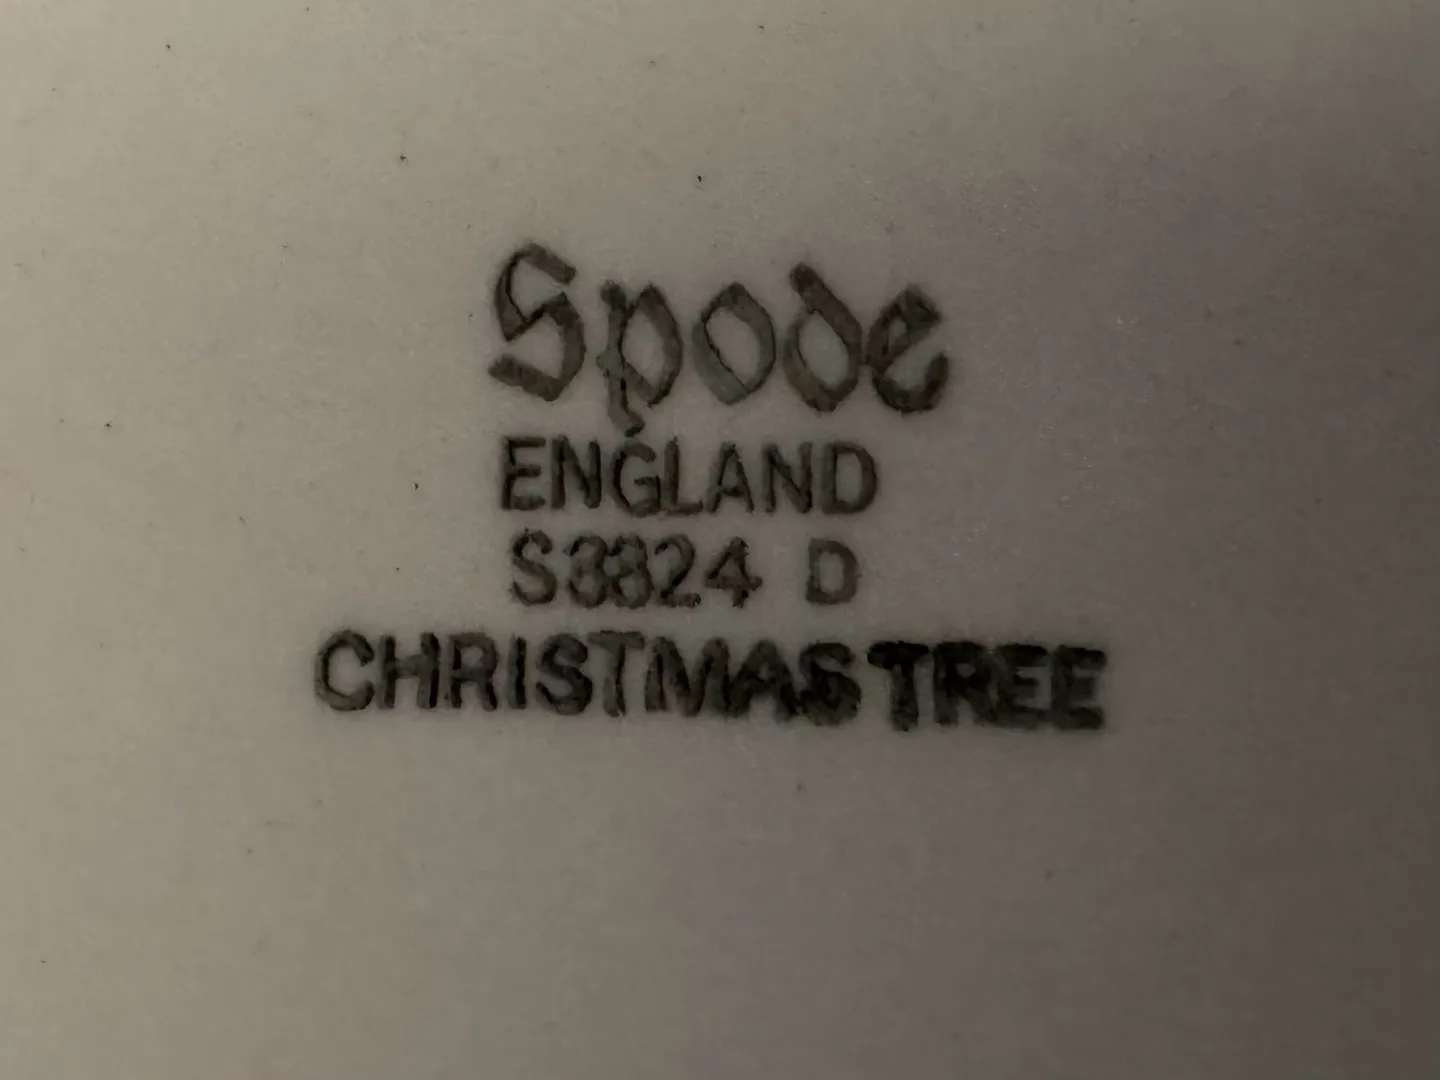 Spode
ENGLAND
S3324 D
CHRISTMAS TREE